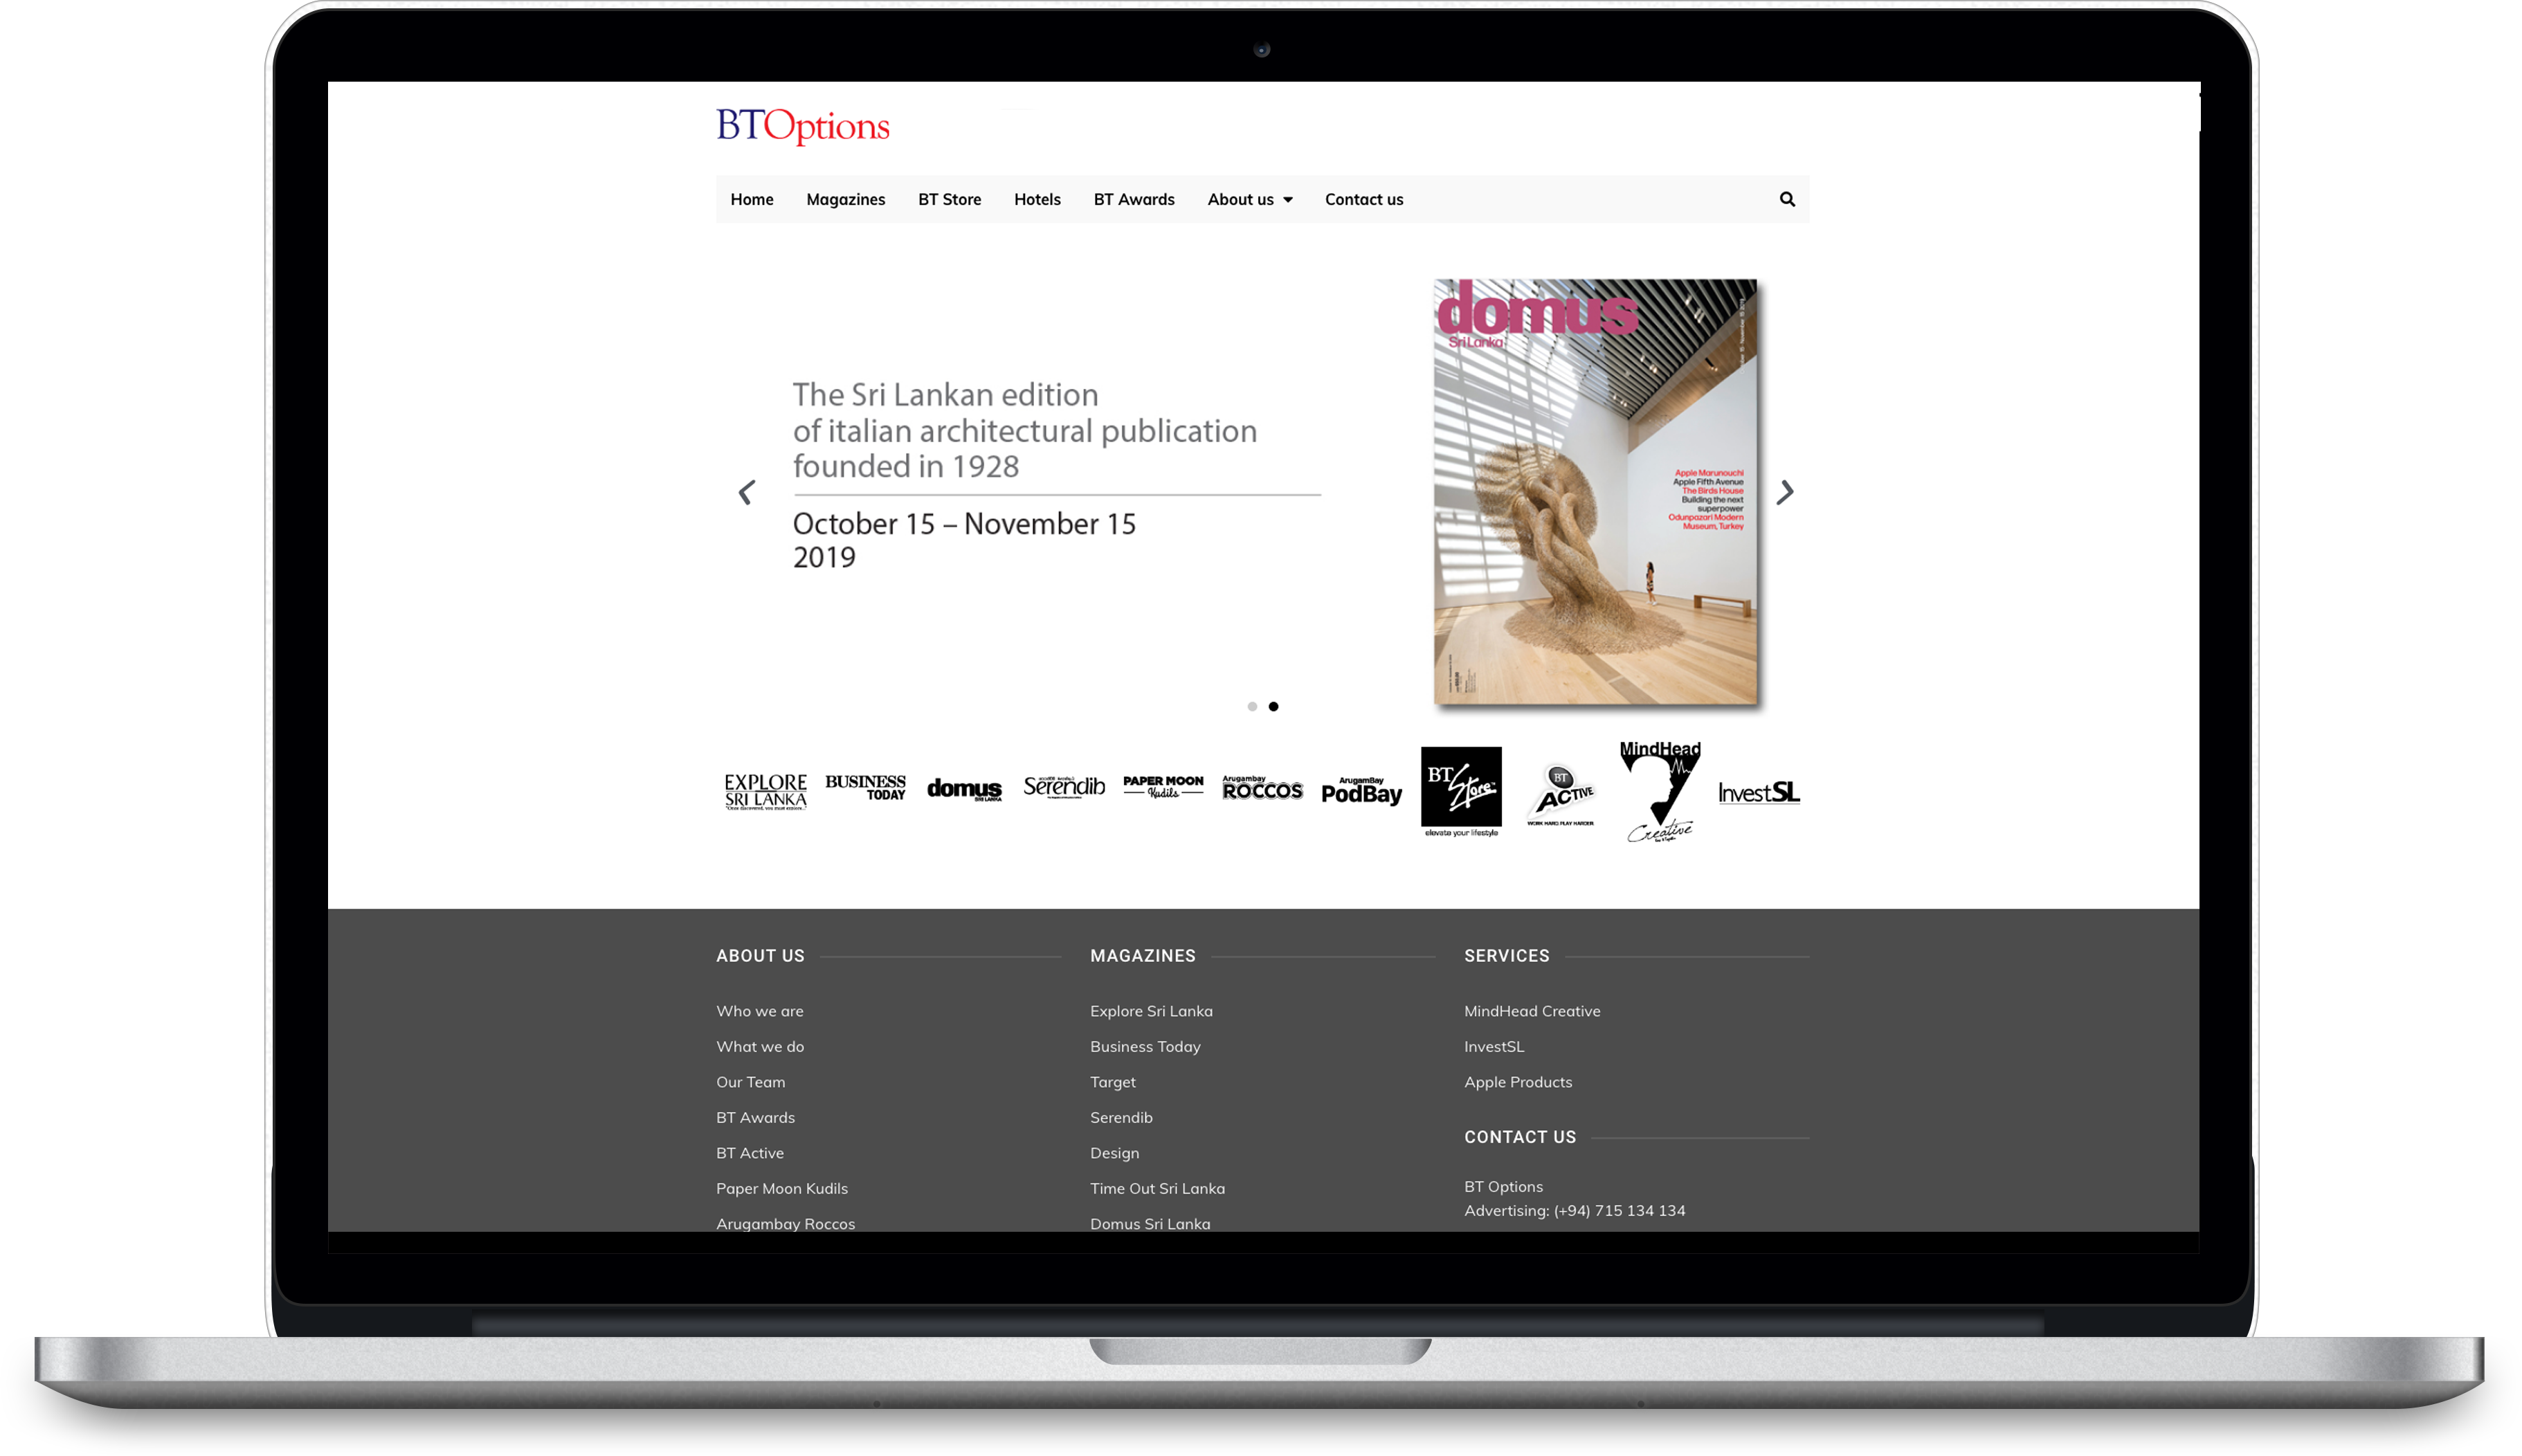 BTOptions
Home Magazines BT Store Hotels BT Awards About us Contact us
The Sri Lankan edition
of italian architectural publication
founded in 1928
October 15 – November 15
2019
domus
Sri Lanka
Apple Marunouchi
Apple Fifth Avenue
The Birds House
Building the next
superpower
Odunpazari Modern
Museum, Turkey
EXPLORE
SRI LANKA
BUSINESS
TODAY
domus
SRI LANKA
Serendib
PAPER MOON
Kudils
Arugambay
ROCCOS
ArugamBay
PodBay
BT Store
elevate your lifestyle
BT
ACTIVE
WORK HARD.PLAY HARDER.
MindHead
Creative
InvestSL
ABOUT US
Who we are
What we do
Our Team
BT Awards
BT Active
Paper Moon Kudils
Arugambay Roccos
MAGAZINES
Explore Sri Lanka
Business Today
Target
Serendib
Design
Time Out Sri Lanka
Domus Sri Lanka
SERVICES
MindHead Creative
InvestSL
Apple Products
CONTACT US
BT Options
Advertising: (+94) 715 134 134